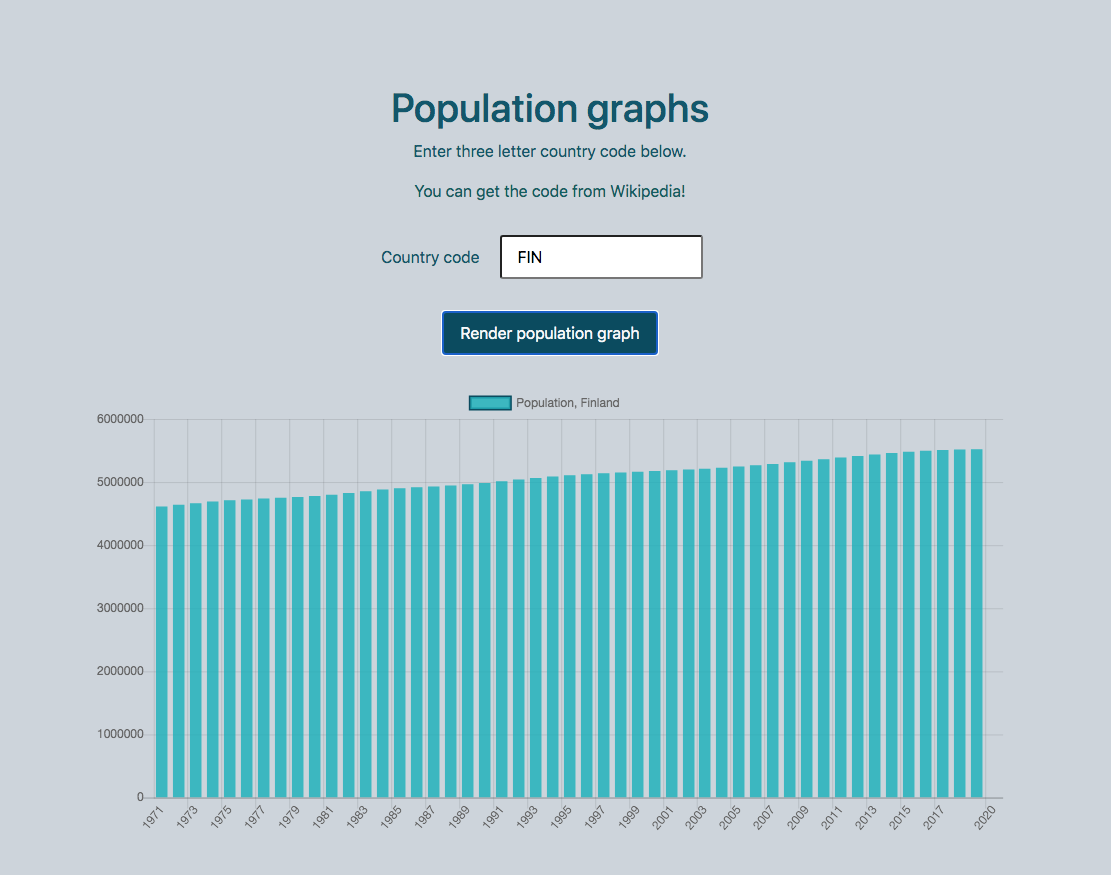 Population graphs
Enter three letter country code below.
You can get the code from Wikipedia!
Country code FIN
Render population graph
Population, Finland
6000000
5000000
4000000
3000000
2000000
1000000
0
1971 1973 1975 1977 1979 1981 1983 1985 1987 1989 1991 1993 1995 1997 1999 2001 2003 2005 2007 2009 2011 2013 2015 2017 2020